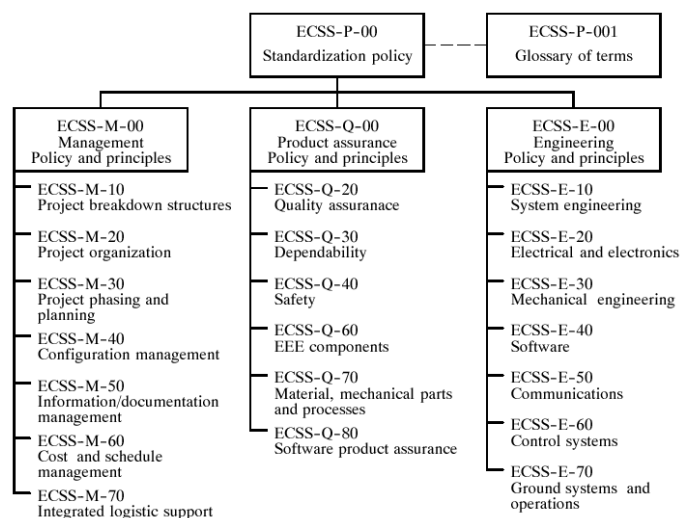 ECSS-P-00
Standardization policy
ECSS-P-001
Glossary of terms
ECSS-M-00
Management
Policy and principles
ECSS-Q-00
Product assurance
Policy and principles
ECSS-E-00
Engineering
Policy and principles
ECSS-M-10
Project breakdown structures
ECSS-M-20
Project organization
ECSS-M-30
Project phasing and
planning
ECSS-M-40
Configuration management
ECSS-M-50
Information/documentation
management
ECSS-M-60
Cost and schedule
management
ECSS-M-70
Integrated logistic support
ECSS-Q-20
Quality assuranace
ECSS-Q-30
Dependability
ECSS-Q-40
Safety
ECSS-Q-60
EEE components
ECSS-Q-70
Material, mechanical parts
and processes
ECSS-Q-80
Software product assurance
ECSS-E-10
System engineering
ECSS-E-20
Electrical and electronics
ECSS-E-30
Mechanical engineering
ECSS-E-40
Software
ECSS-E-50
Communications
ECSS-E-60
Control systems
ECSS-E-70
Ground systems and
operations